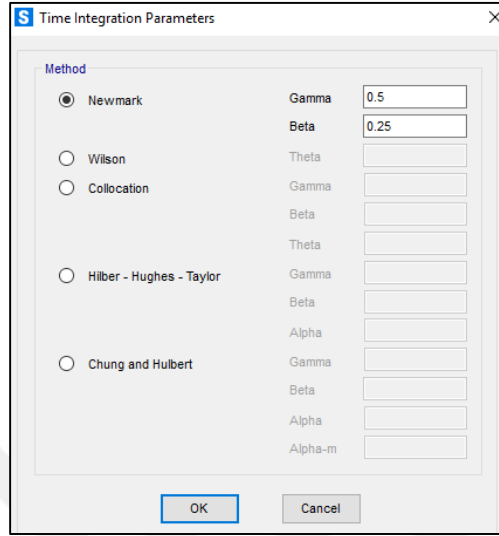 S Time Integration Parameters X
Method
Newmark Gamma 0.5
Beta 0.25
Wilson Theta
Collocation Gamma
Beta
Theta
Hilber - Hughes - Taylor Gamma
Beta
Alpha
Chung and Hulbert Gamma
Beta
Alpha
Alpha-m
OK Cancel